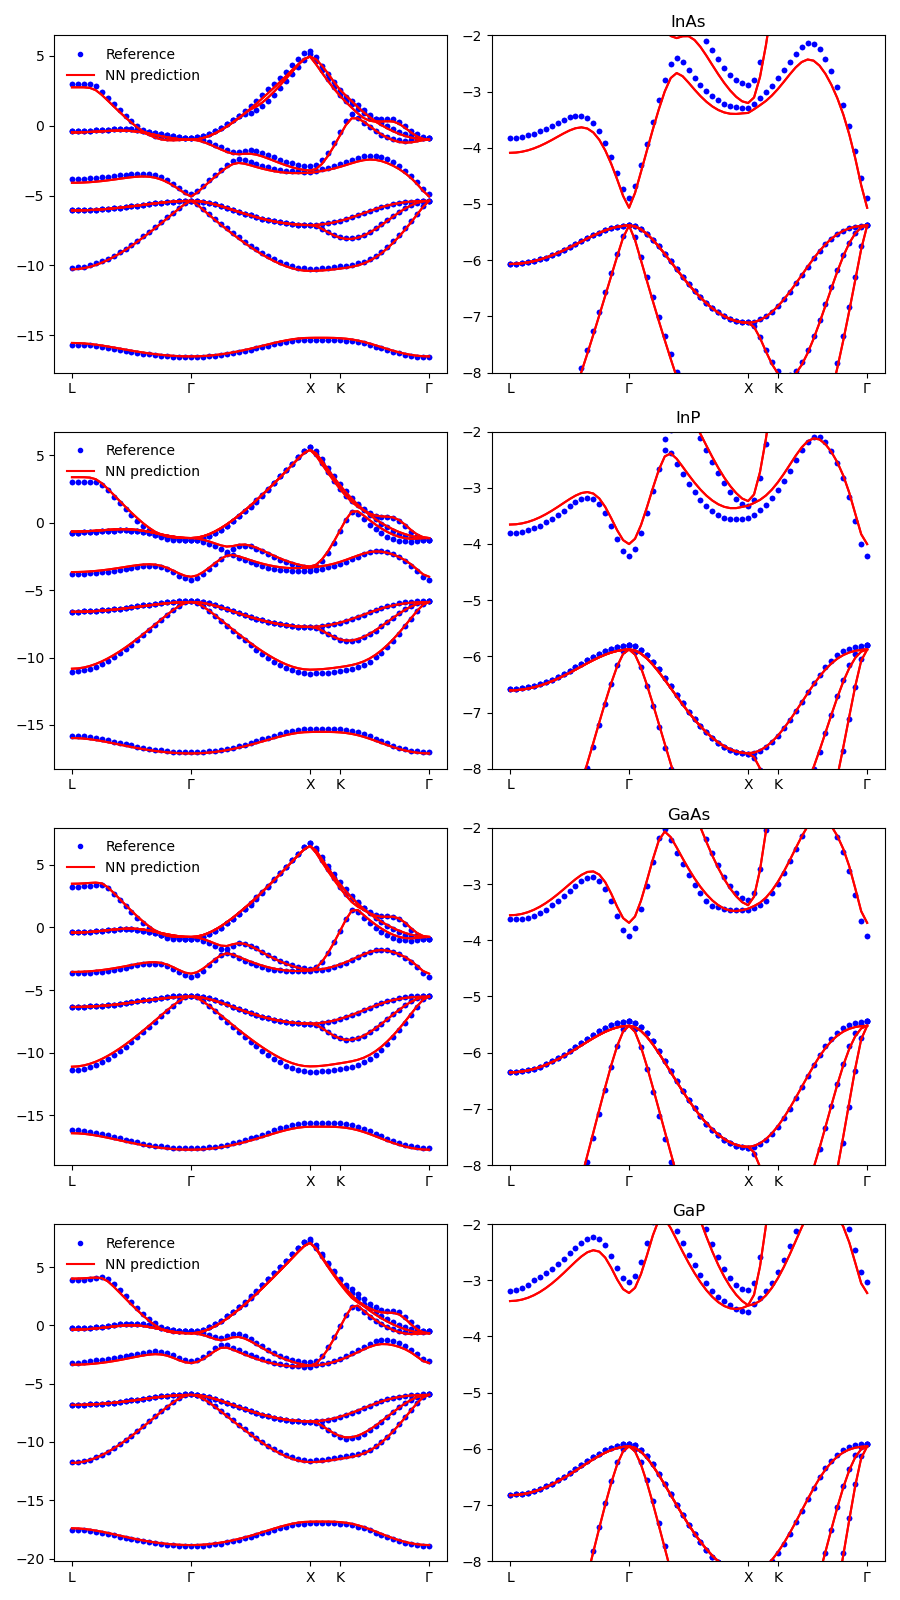 InAs
Reference
NN prediction
5
0
−5
−10
−15
L Γ X K Γ
−2
−3
−4
−5
−6
−7
−8
L Γ X K Γ
InP
Reference
NN prediction
5
0
−5
−10
−15
L Γ X K Γ
−2
−3
−4
−5
−6
−7
−8
L Γ X K Γ
GaAs
Reference
NN prediction
5
0
−5
−10
−15
L Γ X K Γ
−2
−3
−4
−5
−6
−7
−8
L Γ X K Γ
GaP
Reference
NN prediction
5
0
−5
−10
−15
−20
L Γ X K Γ
−2
−3
−4
−5
−6
−7
−8
L Γ X K Γ